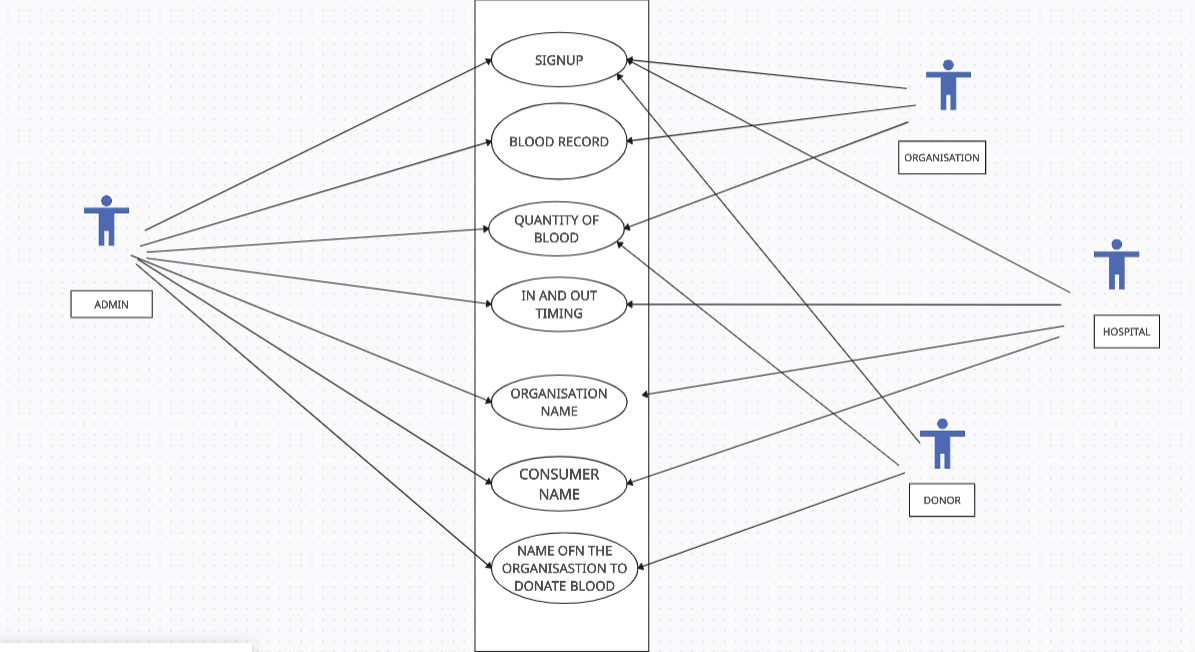 SIGNUP
BLOOD RECORD
ORGANISATION
QUANTITY OF
BLOOD
IN AND OUT
TIMING
ADMIN
HOSPITAL
ORGANISATION
NAME
CONSUMER
NAME
DONOR
NAME OFN THE
ORGANISASTION TO
DONATE BLOOD